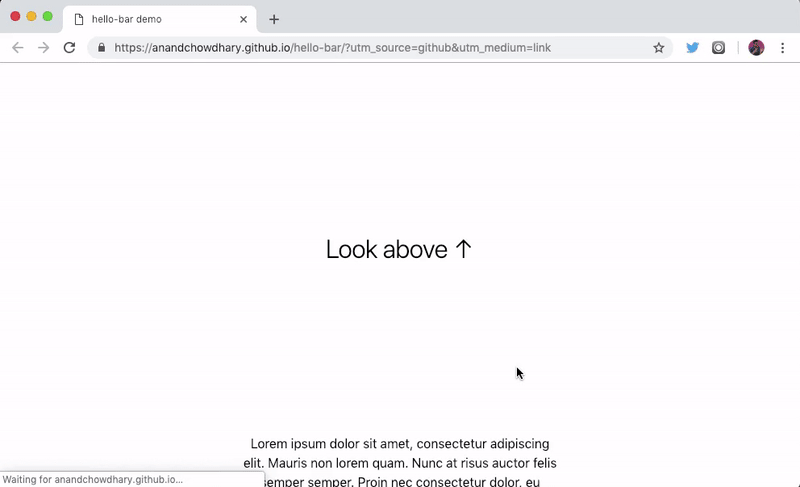 hello-bar demo
https://anandchowdhary.github.io/hello-bar/?utm_source=github&utm_medium=link
Look above ↑
Lorem ipsum dolor sit amet, consectetur adipiscing
elit. Mauris non lorem quam. Nunc at risus auctor felis
semper semper. Proin nec consectetur dolor, eu
Waiting for anandchowdhary.github.io...